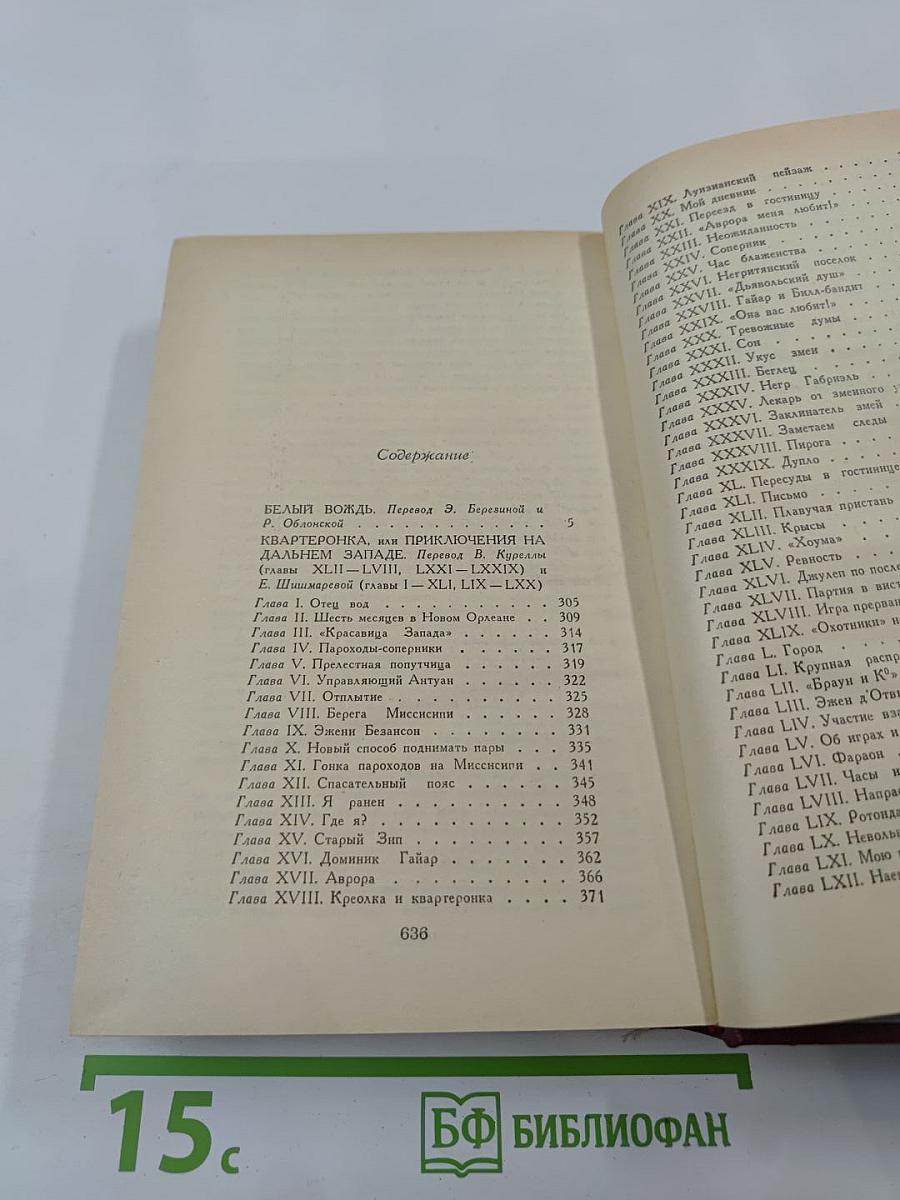 Содержание
БЕЛЫЙ ВОЖДЬ. Перевод Э. Березиной и
Р. Облонской . . . . . . . . . . . . . 5
КВАРТЕРОНКА, или ПРИКЛЮЧЕНИЯ НА
ДАЛЬНЕМ ЗАПАДЕ. Перевод В. Куреллы
(главы XLII—LVIII, LXXI—LXXIX) и
Е. Шишмаревой (главы I—XLI, LIX—LXX)
Глава I. Отец вод . . . . . . . . . . 305
Глава II. Шесть месяцев в Новом Орлеане . . 309
Глава III. «Красавица Запада» . . . . . . 314
Глава IV. Пароходы-соперники . . . . . . 317
Глава V. Прелестная попутчица . . . . . 319
Глава VI. Управляющий Антуан . . . . . 322
Глава VII. Отплытие . . . . . . . . . 325
Глава VIII. Берега Миссисипи . . . . . . 328
Глава IX. Эжени Безансон . . . . . . . 331
Глава X. Новый способ поднимать пары . . . 335
Глава XI. Гонка пароходов на Миссисипи . . 341
Глава XII. Спасательный пояс . . . . . . 345
Глава XIII. Я ранен . . . . . . . . . 348
Глава XIV. Где я? . . . . . . . . . . 352
Глава XV. Старый Зип . . . . . . . . 357
Глава XVI. Доминик Гайар . . . . . . . 362
Глава XVII. Аврора . . . . . . . . . . 366
Глава XVIII. Креолка и квартеронка . . . . 371
636
Глава XIX. Луизианский пейзаж . . . . .
Глава XX. Мой дневник . . . . . . . .
Глава XXI. Переезд в гостиницу . . . . .
Глава XXII. «Аврора меня любит!» . . . .
Глава XXIII. Неожиданность . . . . . .
Глава XXIV. Соперник . . . . . . . .
Глава XXV. Час блаженства . . . . . .
Глава XXVI. Негритянский поселок . . . .
Глава XXVII. «Дьявольский душ» . . . .
Глава XXVIII. Гайар и Билл-бандит . . .
Глава XXIX. «Она вас любит!» . . . . .
Глава XXX. Тревожные думы . . . . .
Глава XXXI. Сон . . . . . . . . .
Глава XXXII. Укус змеи . . . . . . .
Глава XXXIII. Беглец . . . . . . . .
Глава XXXIV. Негр Габриэль . . . . .
Глава XXXV. Лекарь от змеиного у
Глава XXXVI. Заклинатель змей . . . .
Глава XXXVII. Заметаем следы . . . .
Глава XXXVIII. Пирога . . . . . . .
Глава XXXIX. Дупло . . . . . . . .
Глава XL. Пересуды в гостинице
Глава XLI. Письмо . . . . . . . .
Глава XLII. Плавучая пристань
Глава XLIII. Крысы . . . . . . .
Глава XLIV. «Хоума» . . . . . .
Глава XLV. Ревность . . . . . .
Глава XLVI. Джулеп по после
Глава XLVII. Партия в вист
Глава XLVIII. Игра прерван
Глава XLIX. «Охотники» н
Глава L. Город . . . . .
Глава LI. Крупная распр
Глава LII. «Браун и К⁰»
Глава LIII. Эжен д'Отви
Глава LIV. Участие вза
Глава LV. Об играх и
Глава LVI. Фараон . .
Глава LVII. Часы и
Глава LVIII. Напрас
Глава LIX. Ротонда
Глава LX. Неволь
Глава LXI. Мою
Глава LXII. Наем
15 с
БФ БИБЛИОФАН